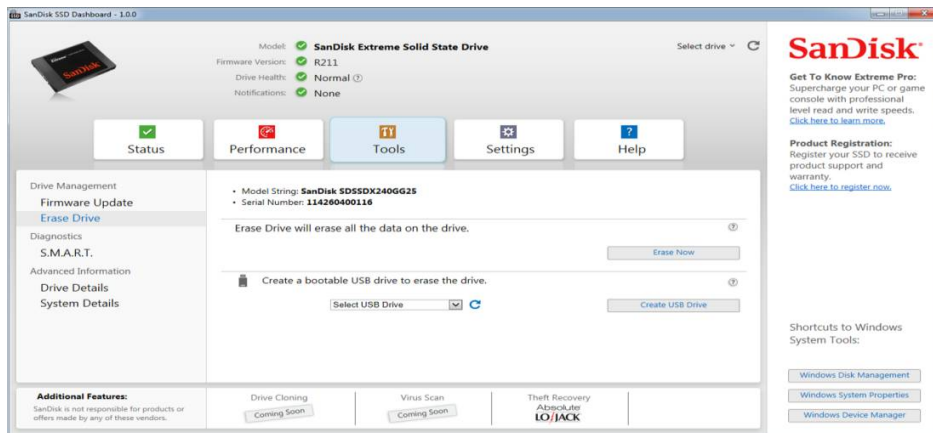 SanDisk SSD Dashboard - 1.0.0
Model: SanDisk Extreme Solid State Drive
Firmware Version: R211
Drive Health: Normal ?
Notifications: None
Select drive
SanDisk
Status
Performance
Tools
Settings
? Help
SanDisk
Get To Know Extreme Pro:
Supercharge your PC or game
console with professional
level read and write speeds.
Click here to learn more.
Product Registration:
Register your SSD to receive
product support and
warranty.
Click here to register now.
Drive Management
Firmware Update
Erase Drive
Diagnostics
S.M.A.R.T.
Advanced Information
Drive Details
System Details
• Model String: SanDisk SDSSDX240GG25
• Serial Number: 114260400116
Erase Drive will erase all the data on the drive. ?
Erase Now
Create a bootable USB drive to erase the drive. ?
Select USB Drive
Create USB Drive
Shortcuts to Windows
System Tools:
Windows Disk Management
Windows System Properties
Windows Device Manager
Additional Features:
SanDisk is not responsible for products or
offers made by any of these vendors.
Drive Cloning
Coming Soon
Virus Scan
Coming Soon
Theft Recovery
Absolute
LO/JACK